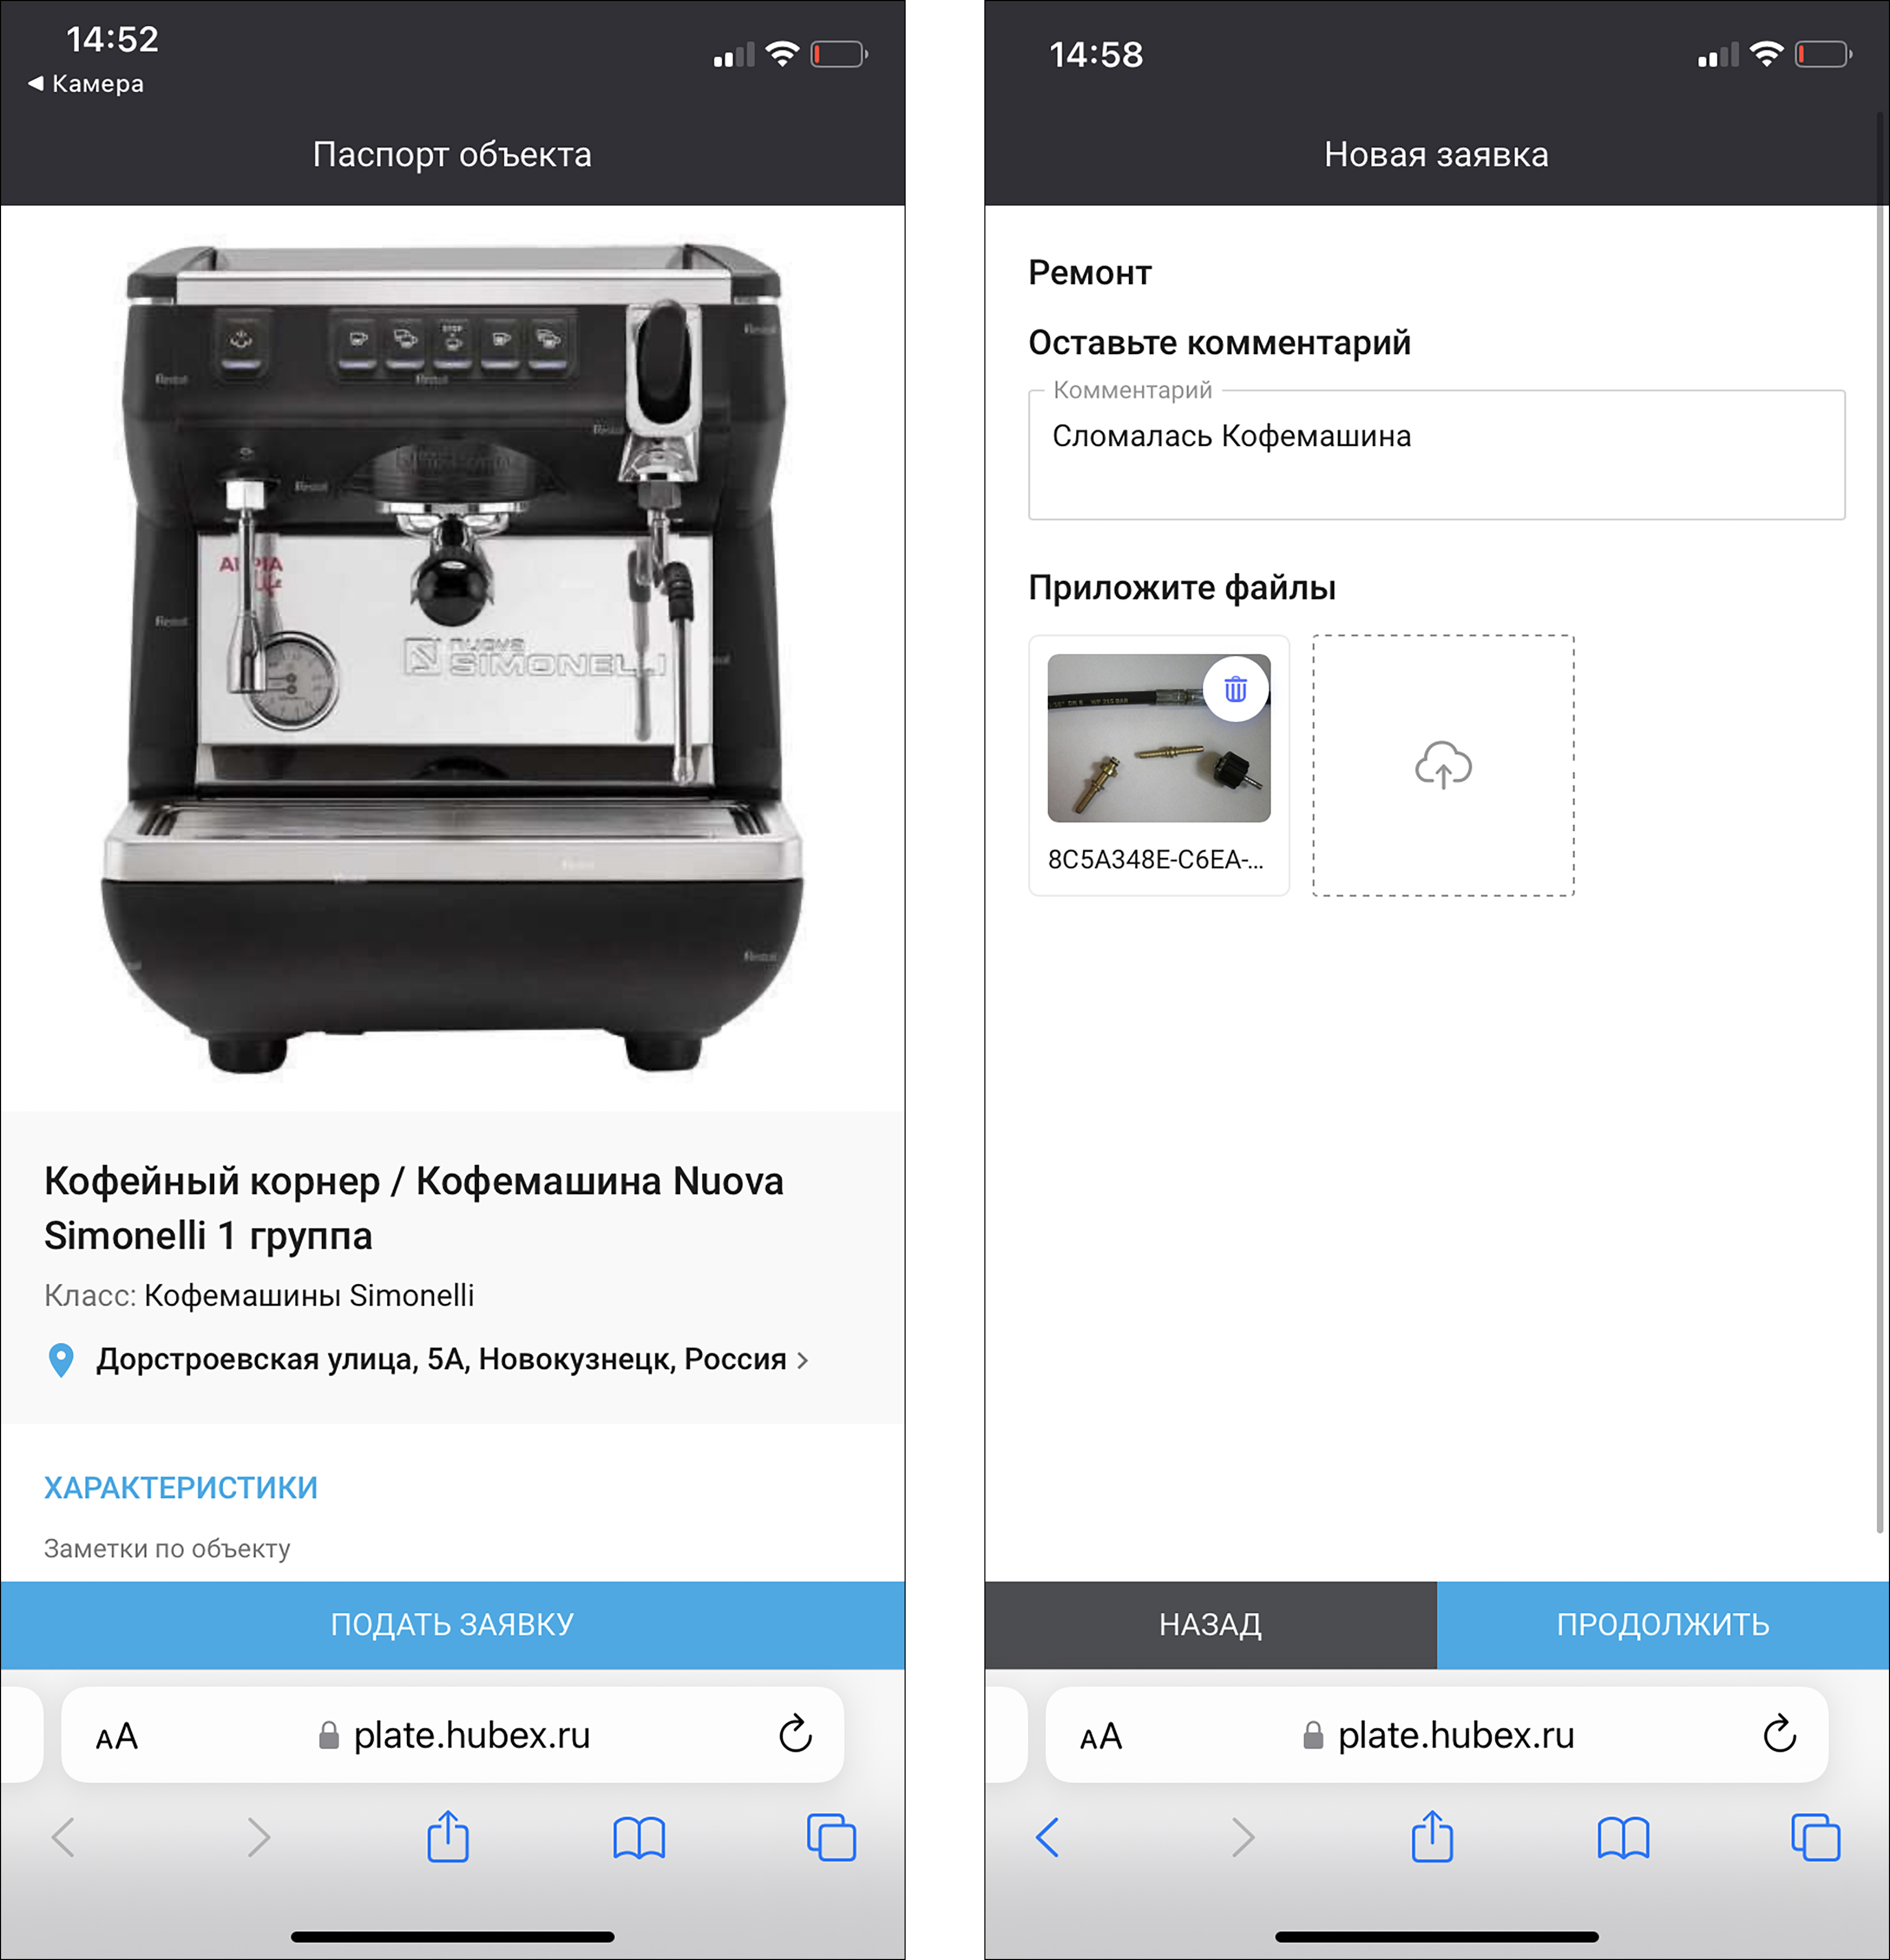 14:52
Камера
Паспорт объекта
STOP
NUOVA
SIMONELLI
Кофейный корнер / Кофемашина Nuova
Simonelli 1 группа
Класс: Кофемашины Simonelli
Дорстроевская улица, 5А, Новокузнецк, Россия
ХАРАКТЕРИСТИКИ
Заметки по объекту
ПОДАТЬ ЗАЯВКУ
AA
plate.hubex.ru
14:58
Новая заявка
Ремонт
Оставьте комментарий
Комментарий
Сломалась Кофемашина
Приложите файлы
8C5A348E-C6EA-...
НАЗАД
ПРОДОЛЖИТЬ
AA
plate.hubex.ru